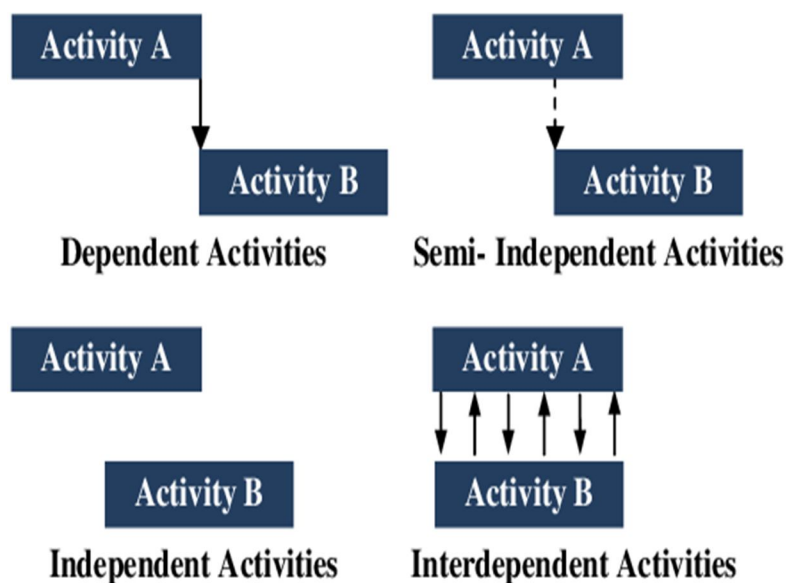 Activity A
Activity B
Dependent Activities
Activity A
Activity B
Semi- Independent Activities
Activity A
Activity B
Independent Activities
Activity A
Activity B
Interdependent Activities